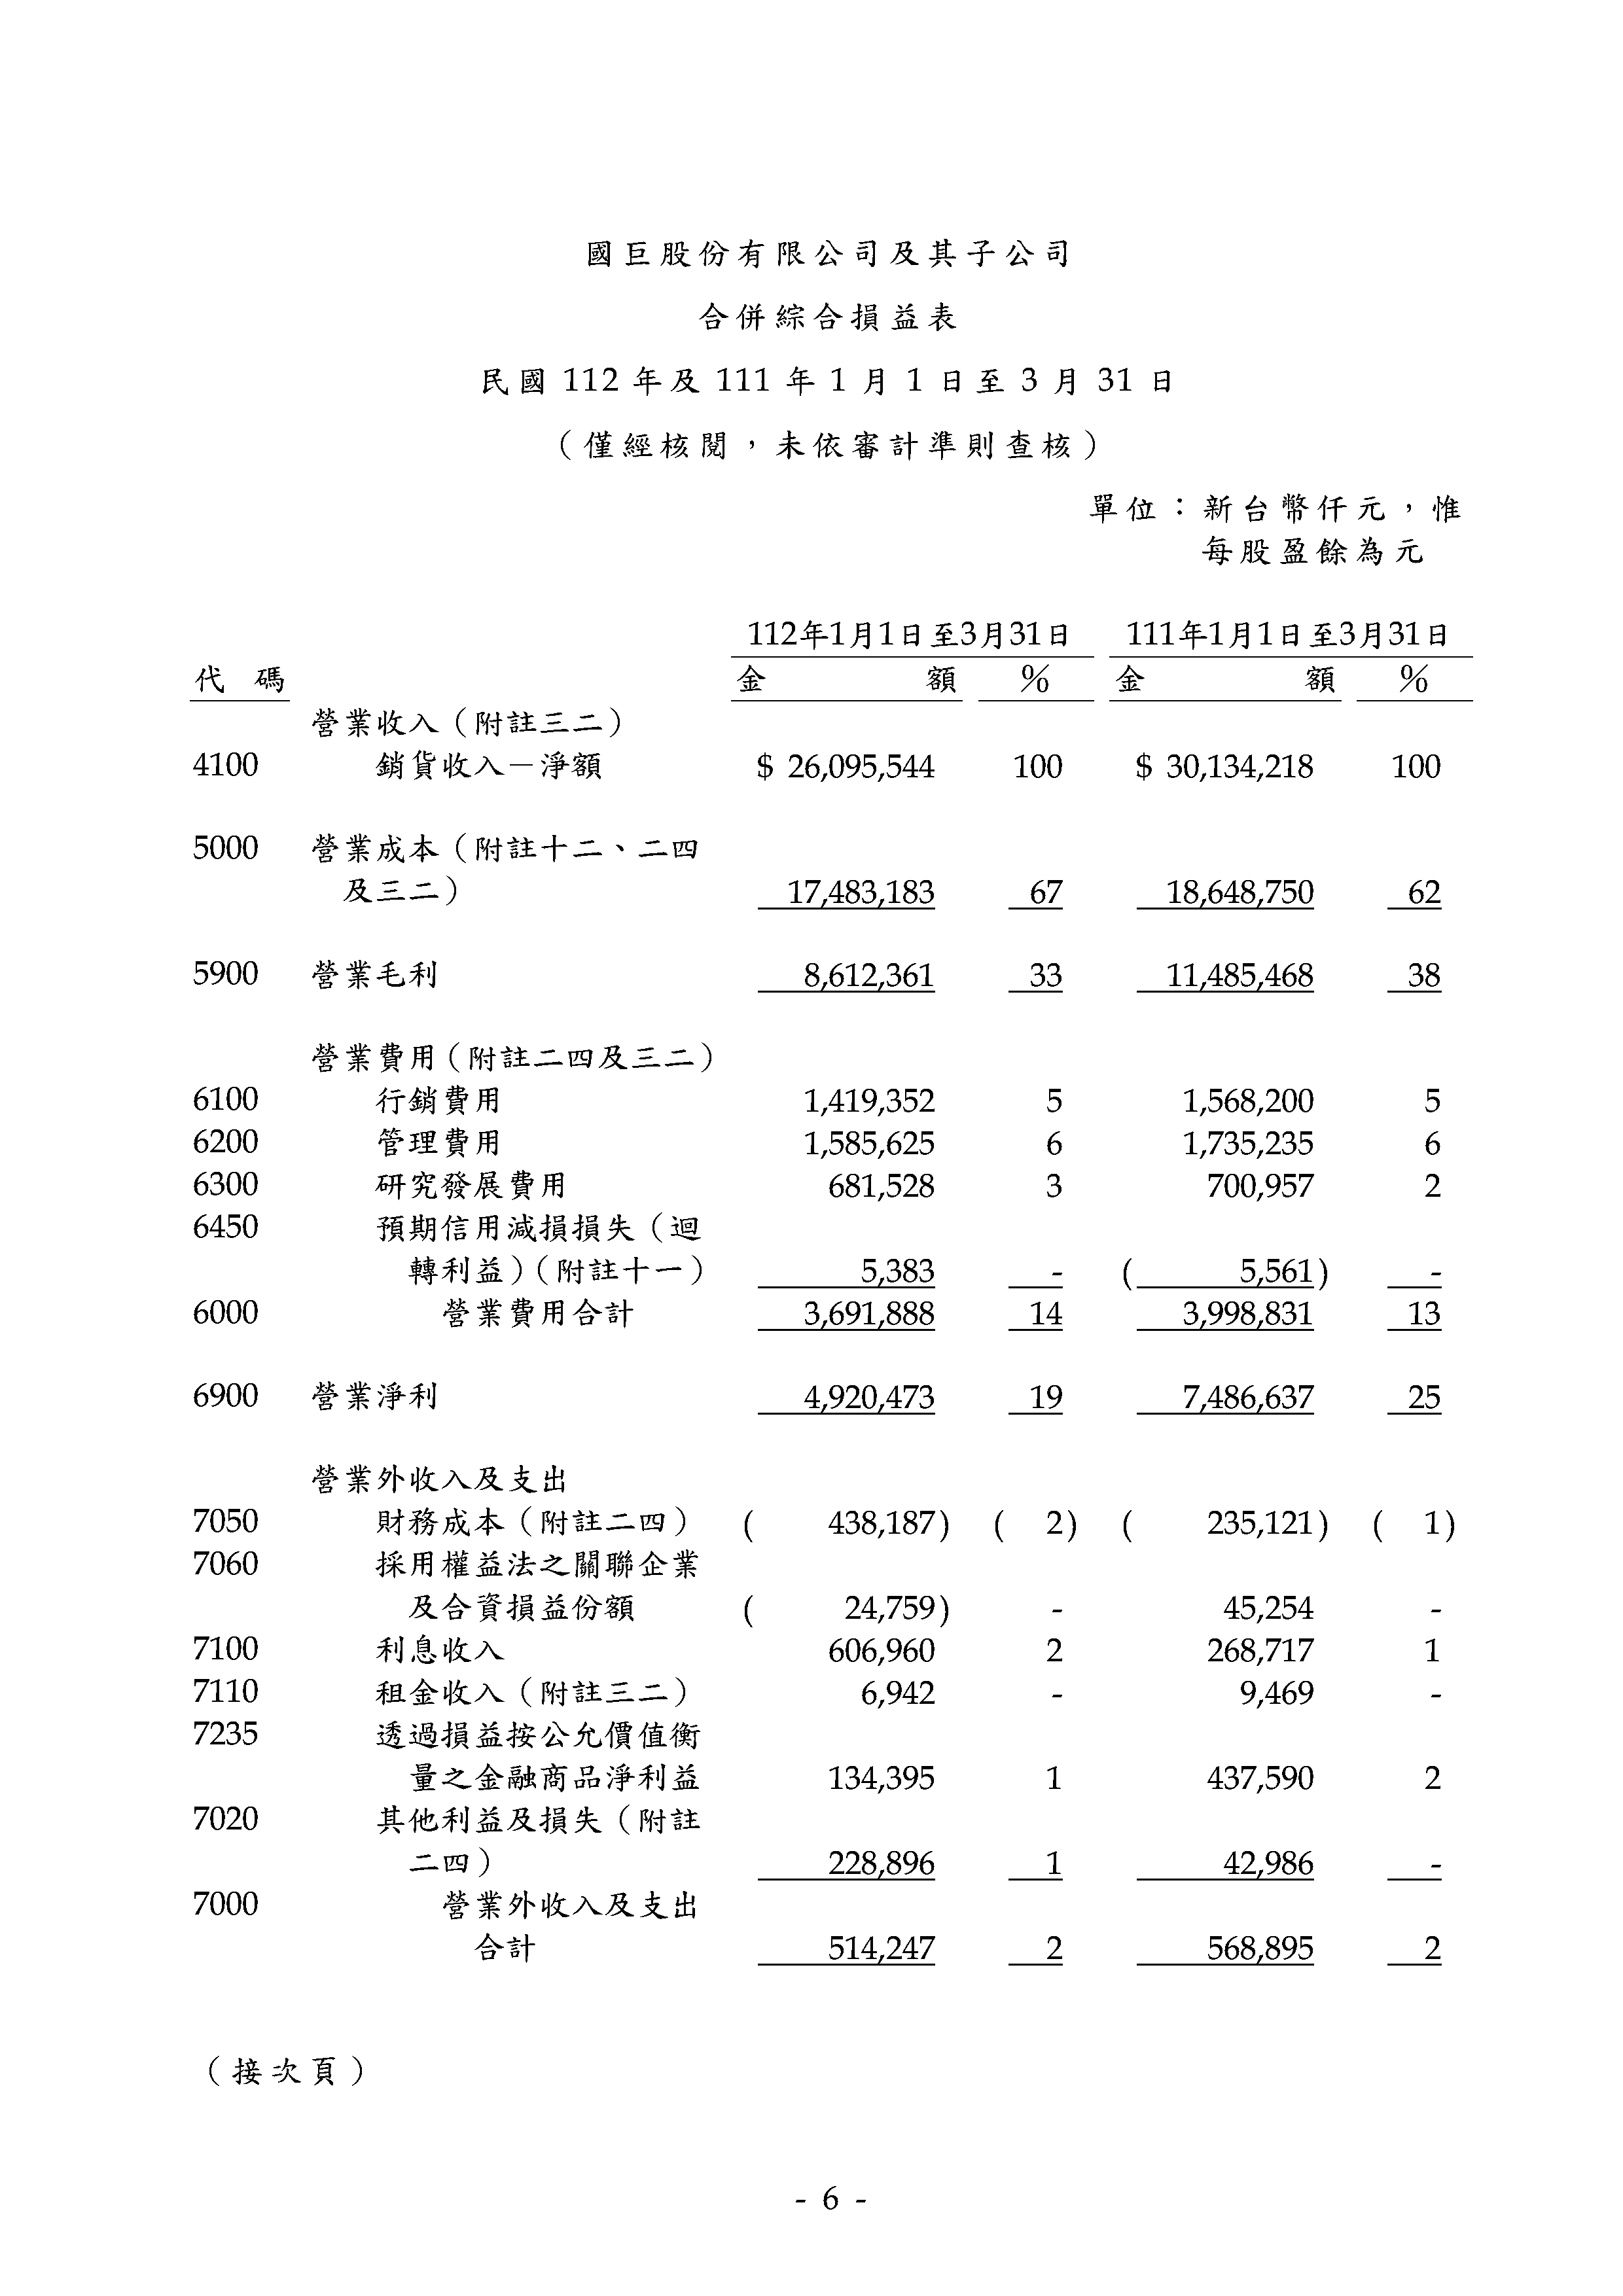 國巨股份有限公司及其子公司
合併綜合損益表
民國 112 年及 111 年 1 月 1 日至 3 月 31 日
（僅經核閱，未依審計準則查核）
單位：新台幣仟元，惟
每股盈餘為元
112年1月1日至3月31日 111年1月1日至3月31日
代 碼 金 額 % 金 額 %
營業收入（附註三二）
4100 銷貨收入－淨額 $ 26,095,544 100 $ 30,134,218 100
5000 營業成本（附註十二、二四
及三二） 17,483,183 67 18,648,750 62
5900 營業毛利 8,612,361 33 11,485,468 38
營業費用（附註二四及三二）
6100 行銷費用 1,419,352 5 1,568,200 5
6200 管理費用 1,585,625 6 1,735,235 6
6300 研究發展費用 681,528 3 700,957 2
6450 預期信用減損損失（迴
轉利益）（附註十一） 5,383 - ( 5,561) -
6000 營業費用合計 3,691,888 14 3,998,831 13
6900 營業淨利 4,920,473 19 7,486,637 25
營業外收入及支出
7050 財務成本（附註二四） ( 438,187) ( 2) ( 235,121) ( 1)
7060 採用權益法之關聯企業
及合資損益份額 ( 24,759) - 45,254 -
7100 利息收入 606,960 2 268,717 1
7110 租金收入（附註三二） 6,942 - 9,469 -
7235 透過損益按公允價值衡
量之金融商品淨利益 134,395 1 437,590 2
7020 其他利益及損失（附註
二四） 228,896 1 42,986 -
7000 營業外收入及支出
合計 514,247 2 568,895 2
（接次頁）
- 6 -